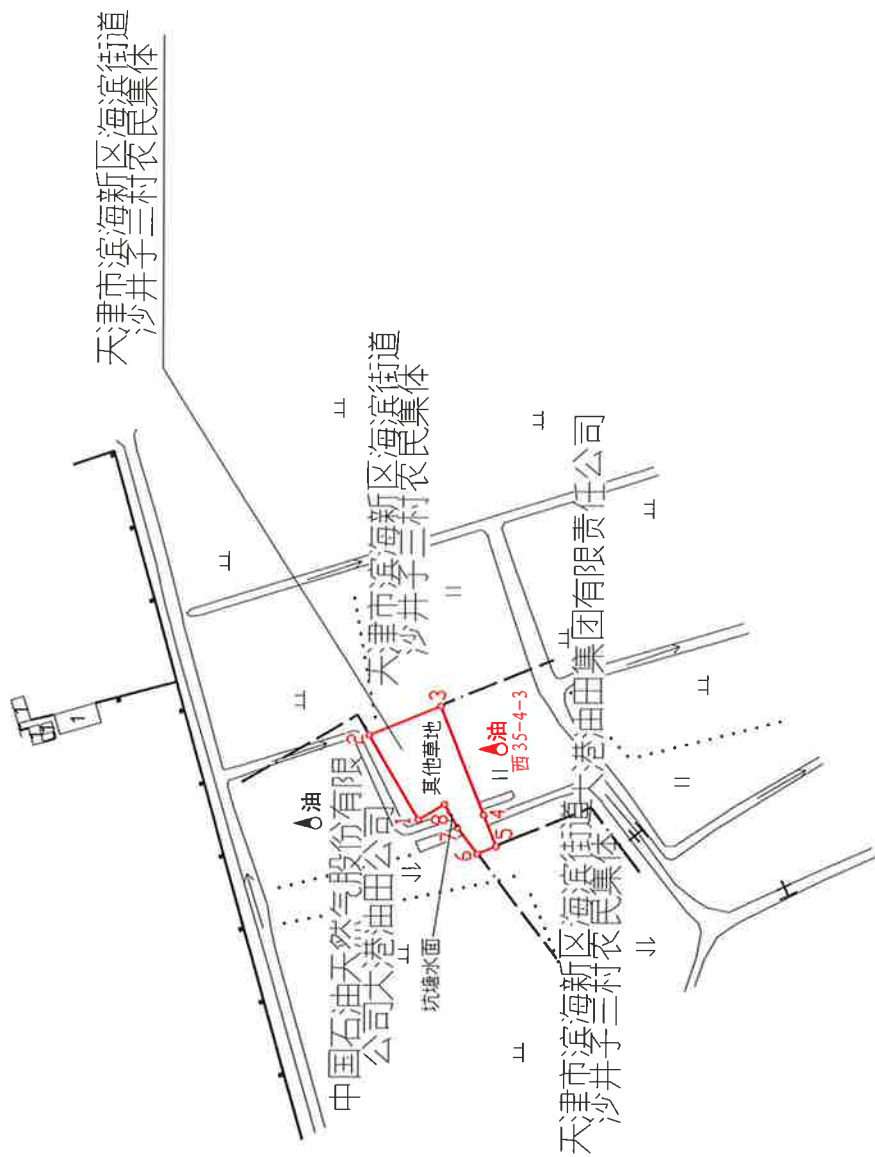 天津市滨海新区海滨街道
沙井子三村农民集体
天津市滨海新区海滨街道
沙井子三村农民集体
中国石油天然气股份有限
公司大港油田公司
天津市滨海新区海滨街道
沙井子三村农民集体
大港油田集团有限责任公司
其他草地
坑塘水面
油
油
西35-4-3
1
1
2
3
4
5
6
7
8